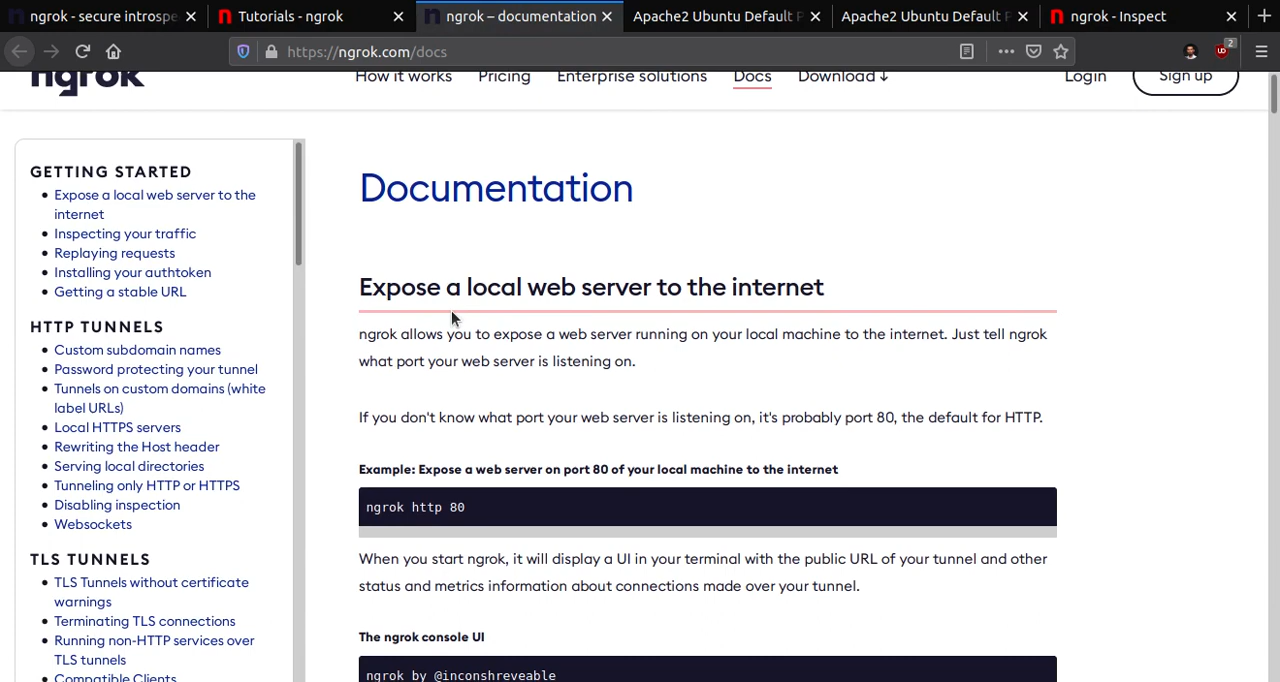 ngrok - secure introspe
Tutorials - ngrok
ngrok – documentation
Apache2 Ubuntu Default P
Apache2 Ubuntu Default P
ngrok - Inspect
https://ngrok.com/docs
2
ngrok
How it works
Pricing
Enterprise solutions
Docs
Download ↓
Login
Sign up
GETTING STARTED
Expose a local web server to the
internet
Inspecting your traffic
Replaying requests
Installing your authtoken
Getting a stable URL
HTTP TUNNELS
Custom subdomain names
Password protecting your tunnel
Tunnels on custom domains (white
label URLs)
Local HTTPS servers
Rewriting the Host header
Serving local directories
Tunneling only HTTP or HTTPS
Disabling inspection
Websockets
TLS TUNNELS
TLS Tunnels without certificate
warnings
Terminating TLS connections
Running non-HTTP services over
TLS tunnels
Compatible Clients
Documentation
Expose a local web server to the internet
ngrok allows you to expose a web server running on your local machine to the internet. Just tell ngrok
what port your web server is listening on.
If you don't know what port your web server is listening on, it's probably port 80, the default for HTTP.
Example: Expose a web server on port 80 of your local machine to the internet
ngrok http 80
When you start ngrok, it will display a UI in your terminal with the public URL of your tunnel and other
status and metrics information about connections made over your tunnel.
The ngrok console UI
ngrok by @inconshreveable